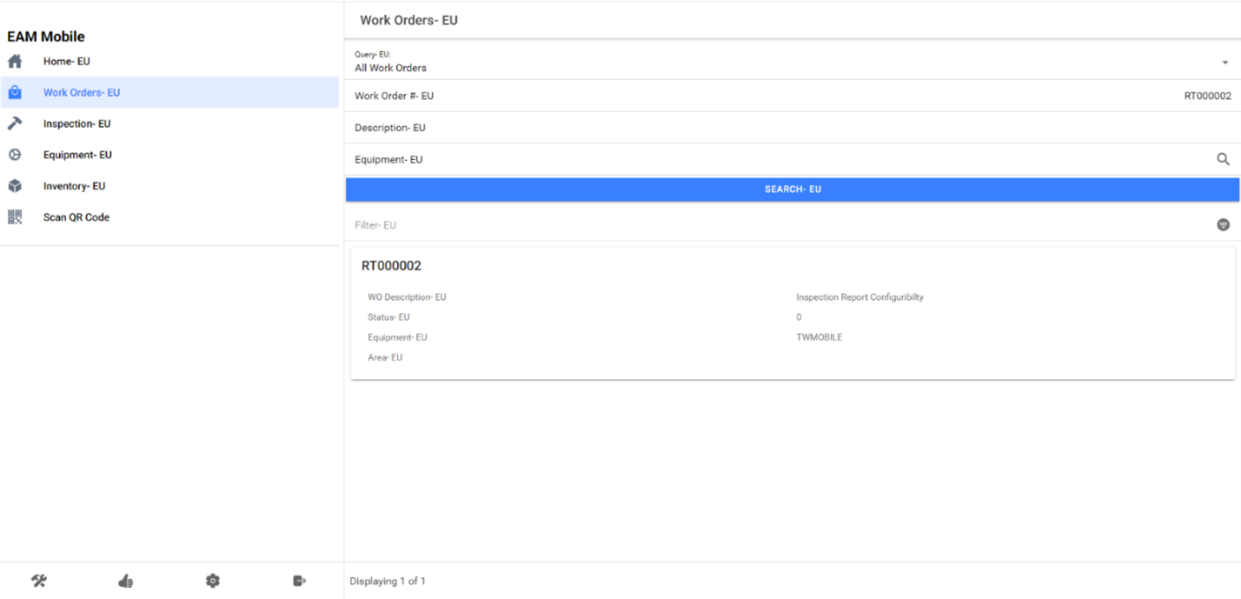 EAM Mobile
Home- EU
Work Orders- EU
Inspection- EU
Equipment- EU
Inventory- EU
Scan QR Code
Work Orders- EU
Query- EU:
All Work Orders
Work Order #- EU RT000002
Description- EU
Equipment- EU
SEARCH- EU
Filter- EU
RT000002
WO Description- EU Inspection Report Configuribilty
Status- EU 0
Equipment- EU TWMOBILE
Area- EU
Displaying 1 of 1